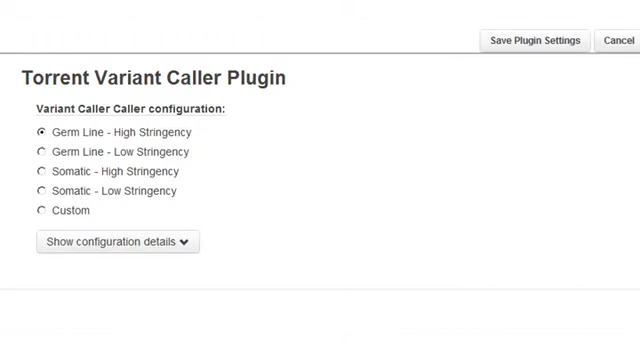 Save Plugin Settings
Cancel
Torrent Variant Caller Plugin
Variant Caller Caller configuration:
Germ Line - High Stringency
Germ Line - Low Stringency
Somatic - High Stringency
Somatic - Low Stringency
Custom
Show configuration details